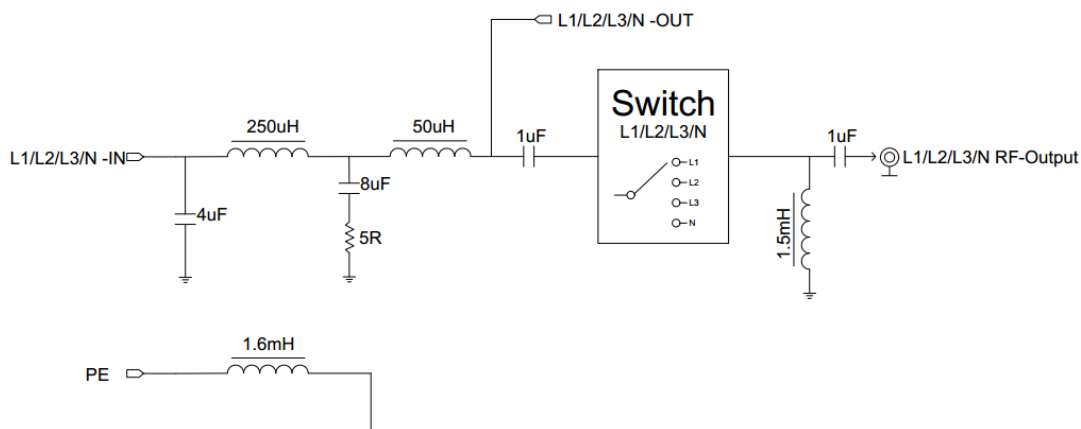 L1/L2/L3/N -OUT
Switch
L1/L2/L3/N
250uH
50uH
1uF
1uF
L1/L2/L3/N -IN
L1/L2/L3/N RF-Output
L1
L2
L3
N
8uF
4uF
5R
1.5mH
1.6mH
PE